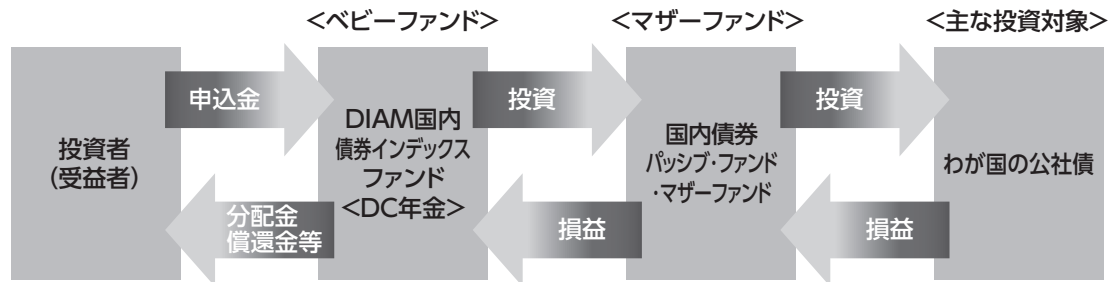 <ベビーファンド>
<マザーファンド>
<主な投資対象>
申込金
投資
投資
投資者
(受益者)
DIAM国内
債券インデックス
ファンド
<DC年金>
国内債券
パッシブ・ファンド
・マザーファンド
わが国の公社債
分配金
償還金等
損益
損益